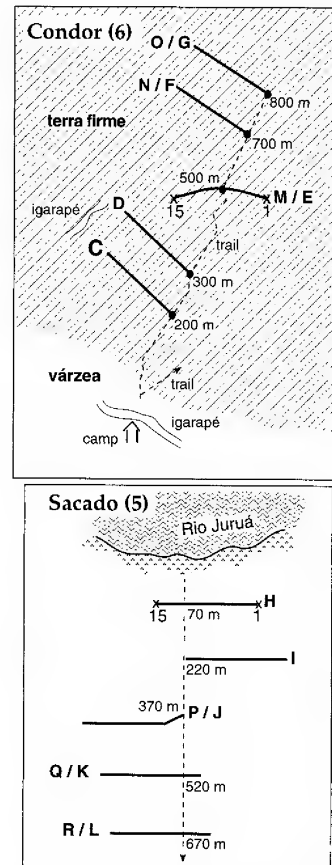 Condor (6)
O / G
N / F
800 m
terra firme
700 m
500 m
M / E
D
15
1
igarapé
trail
C
300 m
200 m
várzea
trail
igarapé
camp
Sacado (5)
Rio Juruá
H
15
70 m
1
I
220 m
370 m
P / J
Q / K
520 m
R / L
670 m